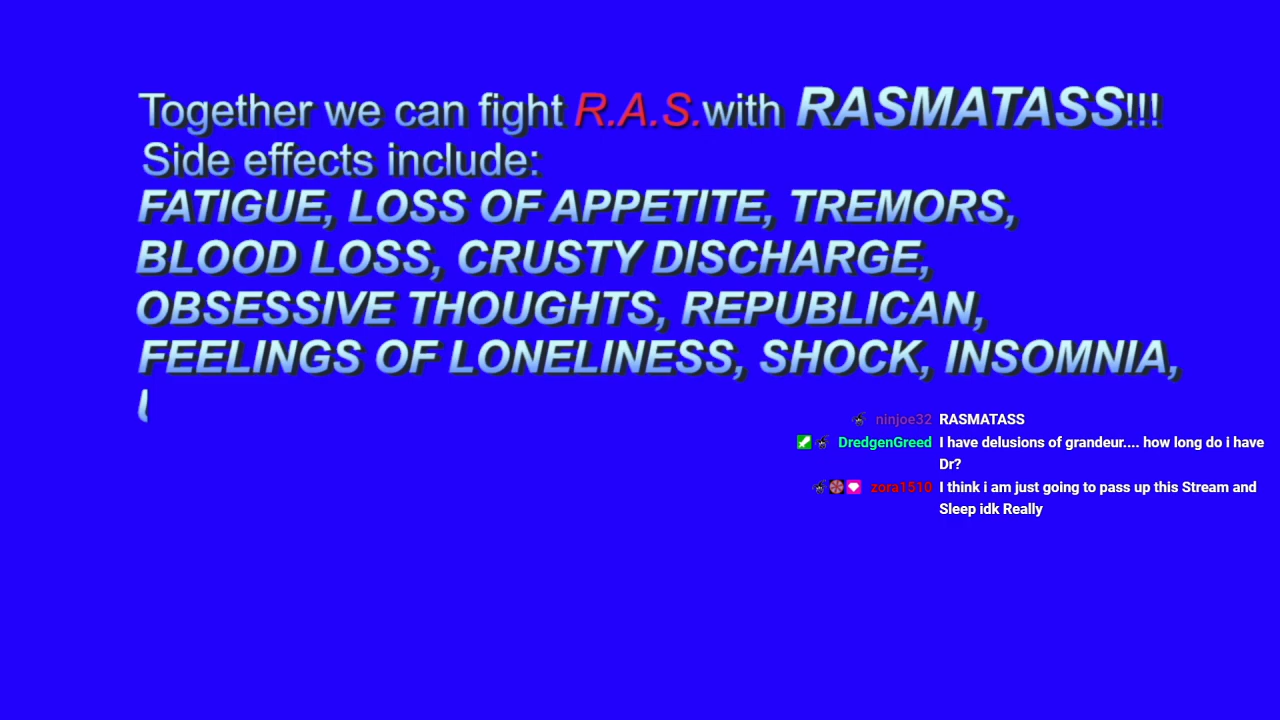 Together we can fight R.A.S.with RASMATASS!!!
Side effects include:
FATIGUE, LOSS OF APPETITE, TREMORS,
BLOOD LOSS, CRUSTY DISCHARGE,
OBSESSIVE THOUGHTS, REPUBLICAN,
FEELINGS OF LONELINESS, SHOCK, INSOMNIA,
ninjoe32 RASMATASS
DredgenGreed I have delusions of grandeur.... how long do i have
Dr?
zora1510 I think i am just going to pass up this Stream and
Sleep idk Really